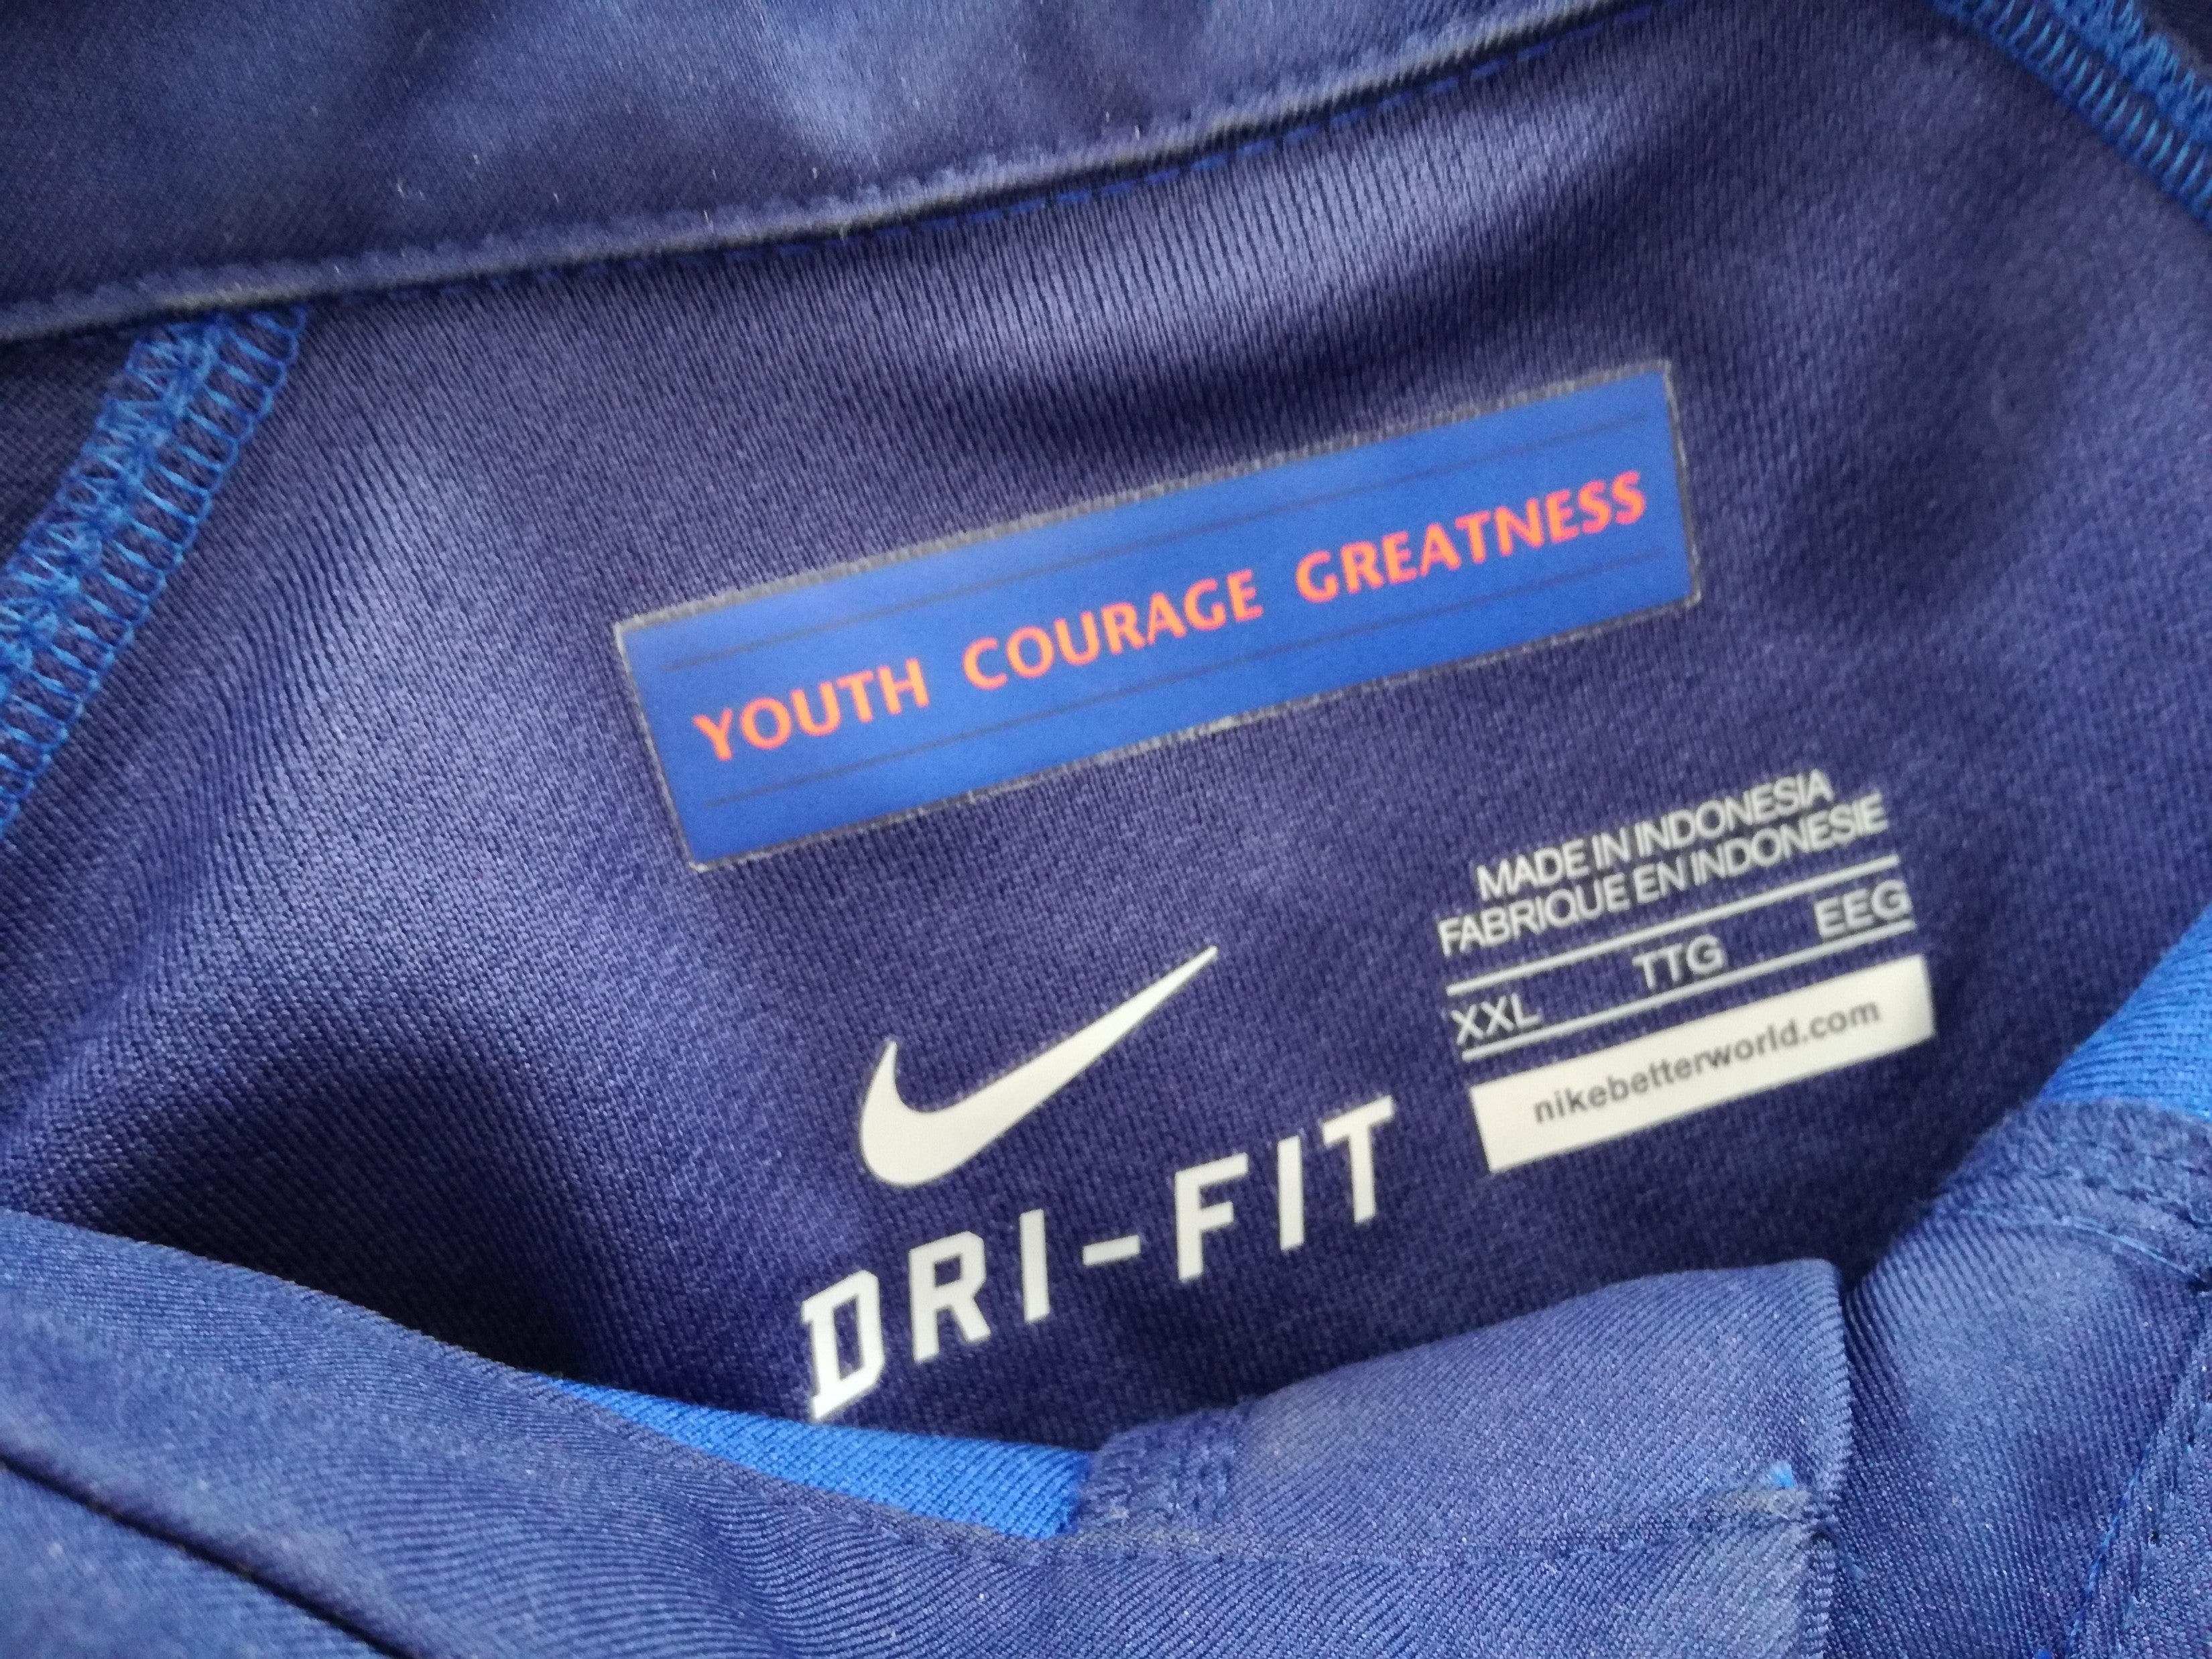 YOUTH COURAGE GREATNESS
MADE IN INDONESIA
FABRIQUE EN INDONESIE
XXL TTG EEG
nikebetterworld.com
DRI-FIT